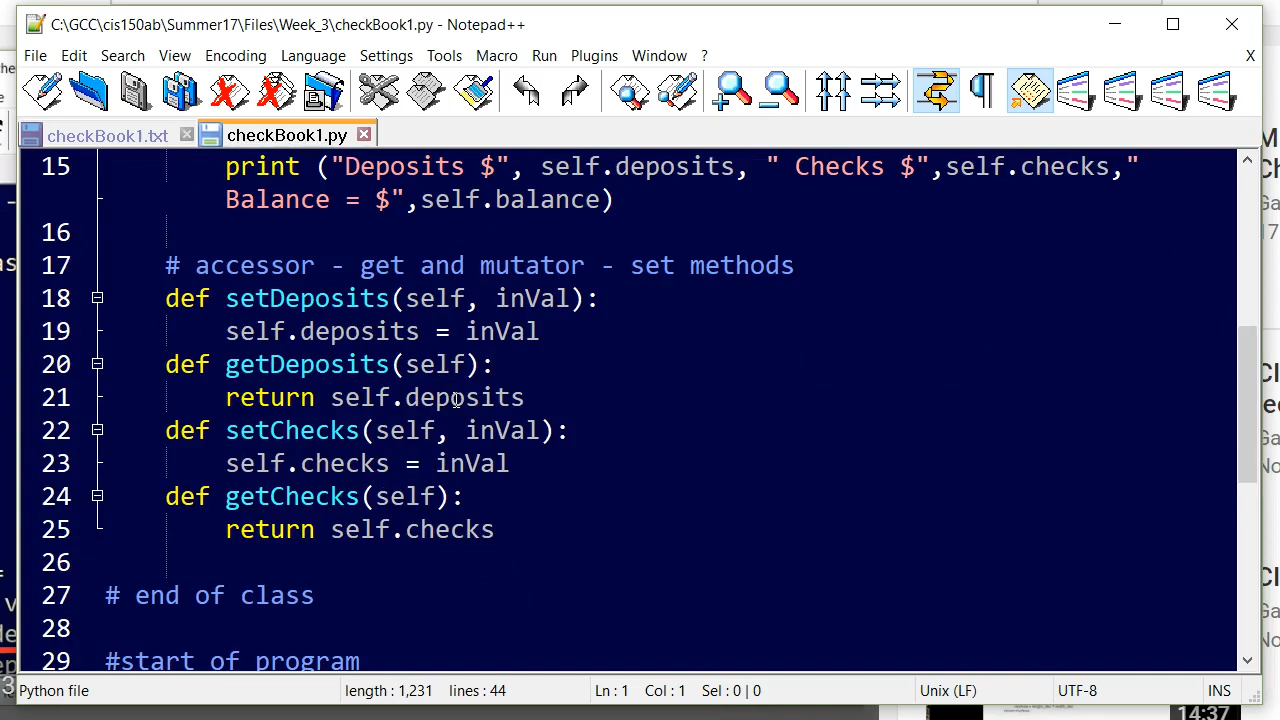 C:\GCC\cis150ab\Summer17\Files\Week_3\checkBook1.py - Notepad++
File Edit Search View Encoding Language Settings Tools Macro Run Plugins Window ? X
checkBook1.txt checkBook1.py
15 print ("Deposits $", self.deposits, " Checks $",self.checks,"
Balance = $",self.balance)
16
17 # accessor - get and mutator - set methods
18 def setDeposits(self, inVal):
19 self.deposits = inVal
20 def getDeposits(self):
21 return self.deposits
22 def setChecks(self, inVal):
23 self.checks = inVal
24 def getChecks(self):
25 return self.checks
26
27 # end of class
28
29 #start of program
Python file length : 1,231 lines : 44 Ln : 1 Col : 1 Sel : 0 | 0 Unix (LF) UTF-8 INS
14:37